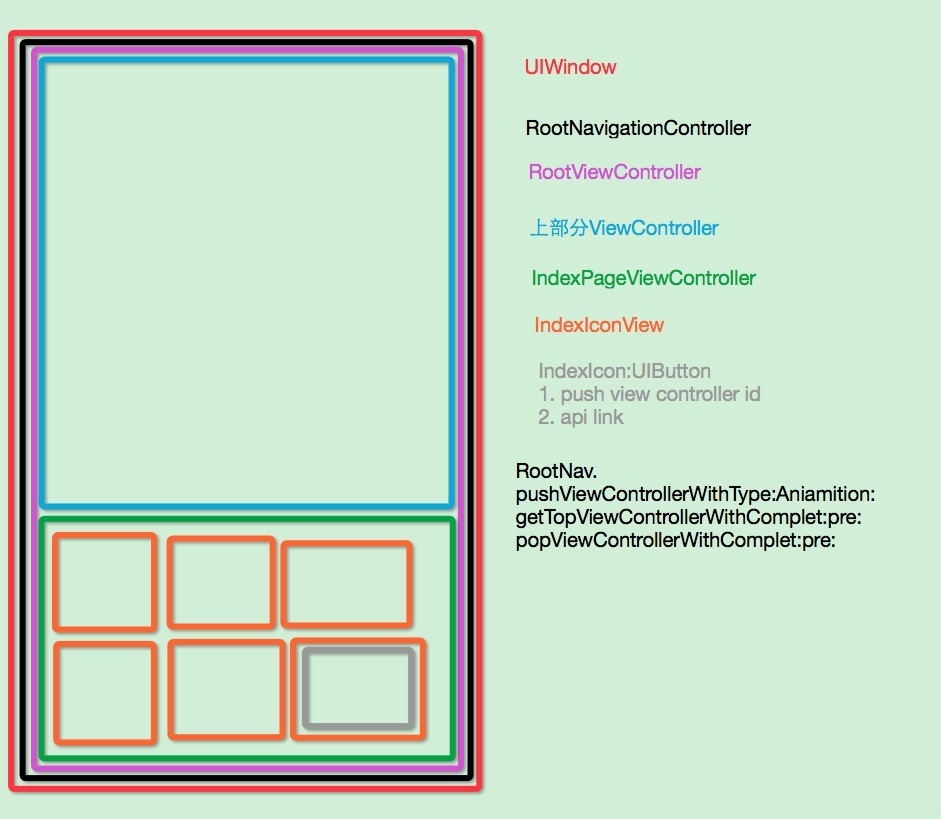 UIWindow
RootNavigationController
RootViewController
上部分ViewController
IndexPageViewController
IndexIconView
IndexIcon:UIButton
1. push view controller id
2. api link
RootNav.
pushViewControllerWithType:Aniamition:
getTopViewControllerWithComplet:pre:
popViewControllerWithComplet:pre: